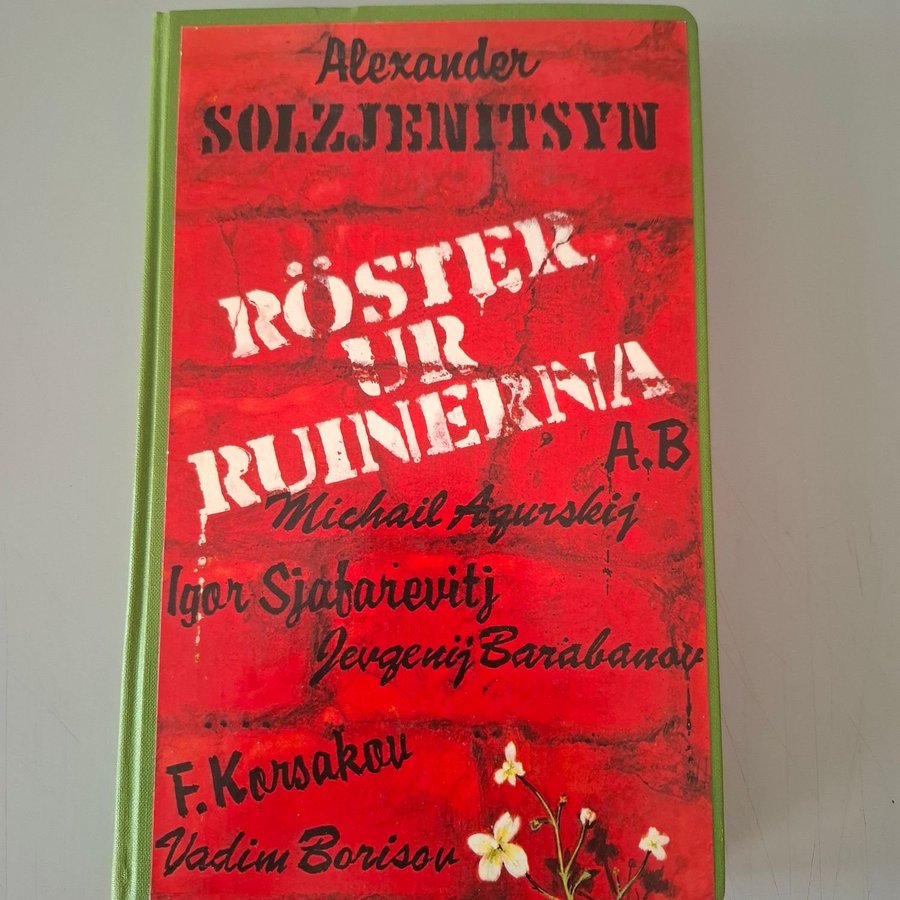 Alexander
SOLZJENITSYN
RÖSTER
UR
RUINERNA
A.B
Michail Agurskij
Igor Sjafarevitj
Jevgenij Barabanov
....
F. Korsakov
Vadim Borisov